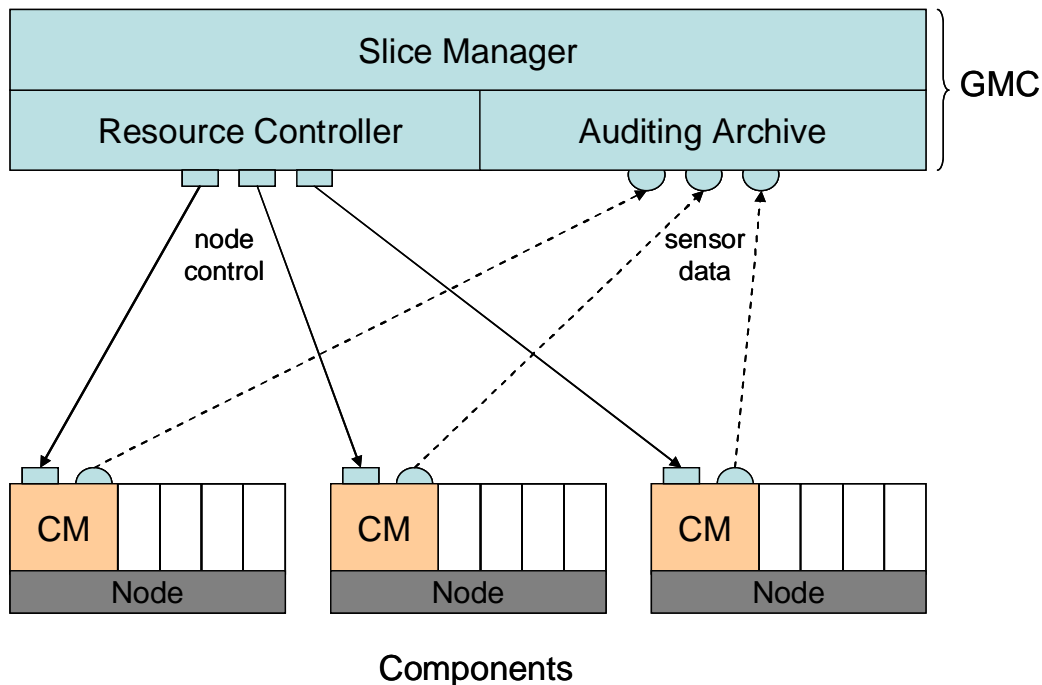 Slice Manager
GMC
Resource Controller
Auditing Archive
node
control
sensor
data
CM
CM
CM
Node
Node
Node
Components